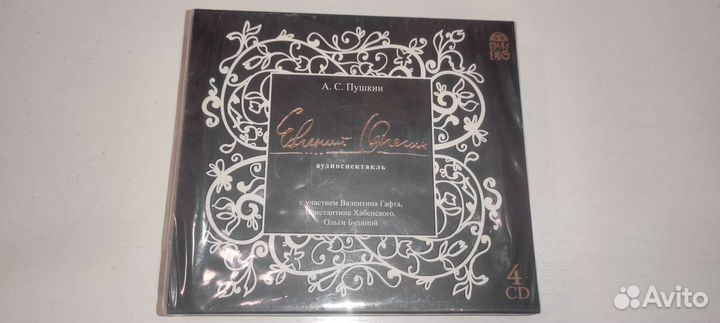 А. С. Пушкин
Евгений Онегин
аудиоспектакль
с участием Валентина Гафта,
Константина Хабенского,
Ольги Будиной
4
CD
Avito